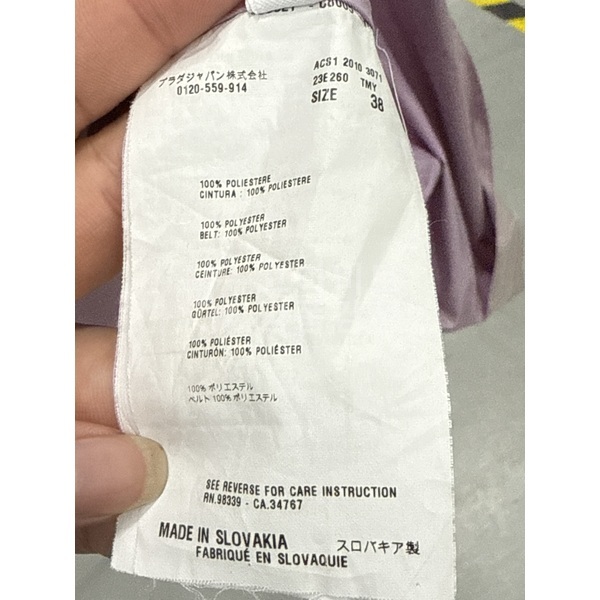 プラダジャパン株式会社
0120-559-914
ACS1 2010 3071
23E260 TMY
SIZE 38
100% POLIESTERE
CINTURA : 100% POLIESTERE
100% POLYESTER
BELT: 100% POLYESTER
100% POLYESTER
CEINTURE: 100% POLYESTER
100% POLYESTER
GÜRTEL: 100% POLYESTER
100% POLIÉSTER
CINTURÓN: 100% POLIÉSTER
100%ポリエステル
ベルト 100%ポリエステル
SEE REVERSE FOR CARE INSTRUCTION
RN.98339 - CA.34767
MADE IN SLOVAKIA
FABRIQUÉ EN SLOVAQUIE
スロバキア製